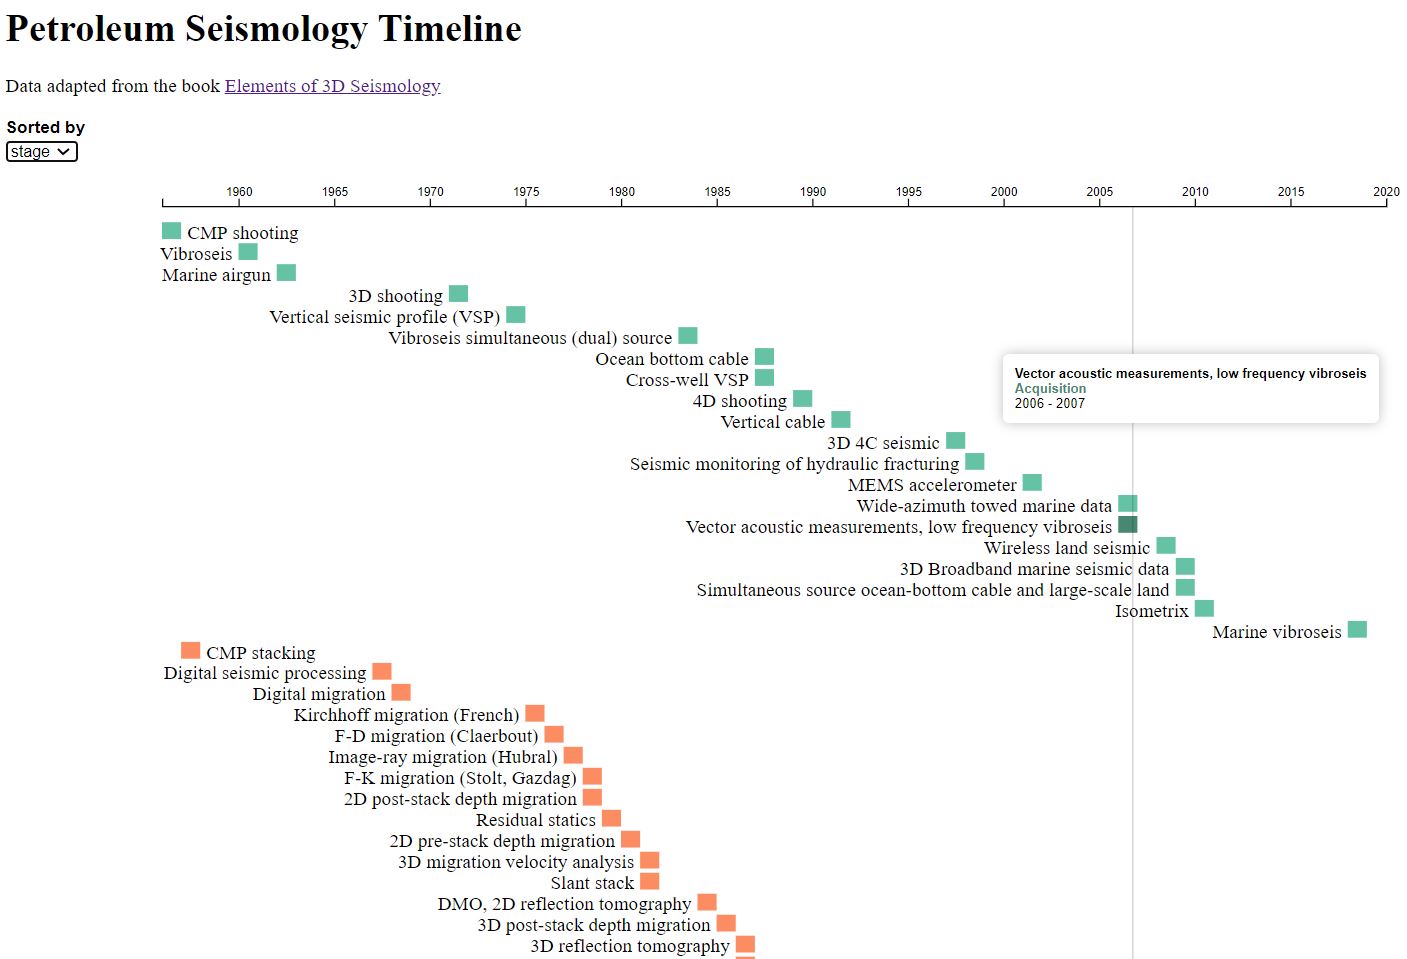 Petroleum Seismology Timeline
Data adapted from the book Elements of 3D Seismology
Sorted by
stage
1960 1965 1970 1975 1980 1985 1990 1995 2000 2005 2010 2015 2020
CMP shooting
Vibroseis
Marine airgun
3D shooting
Vertical seismic profile (VSP)
Vibroseis simultaneous (dual) source
Ocean bottom cable
Vector acoustic measurements, low frequency vibroseis
Acquisition
2006 - 2007
Cross-well VSP
4D shooting
Vertical cable
3D 4C seismic
Seismic monitoring of hydraulic fracturing
MEMS accelerometer
Wide-azimuth towed marine data
Vector acoustic measurements, low frequency vibroseis
Wireless land seismic
3D Broadband marine seismic data
Simultaneous source ocean-bottom cable and large-scale land
Isometrix
Marine vibroseis
CMP stacking
Digital seismic processing
Digital migration
Kirchhoff migration (French)
F-D migration (Claerbout)
Image-ray migration (Hubral)
F-K migration (Stolt, Gazdag)
2D post-stack depth migration
Residual statics
2D pre-stack depth migration
3D migration velocity analysis
Slant stack
DMO, 2D reflection tomography
3D post-stack depth migration
3D reflection tomography